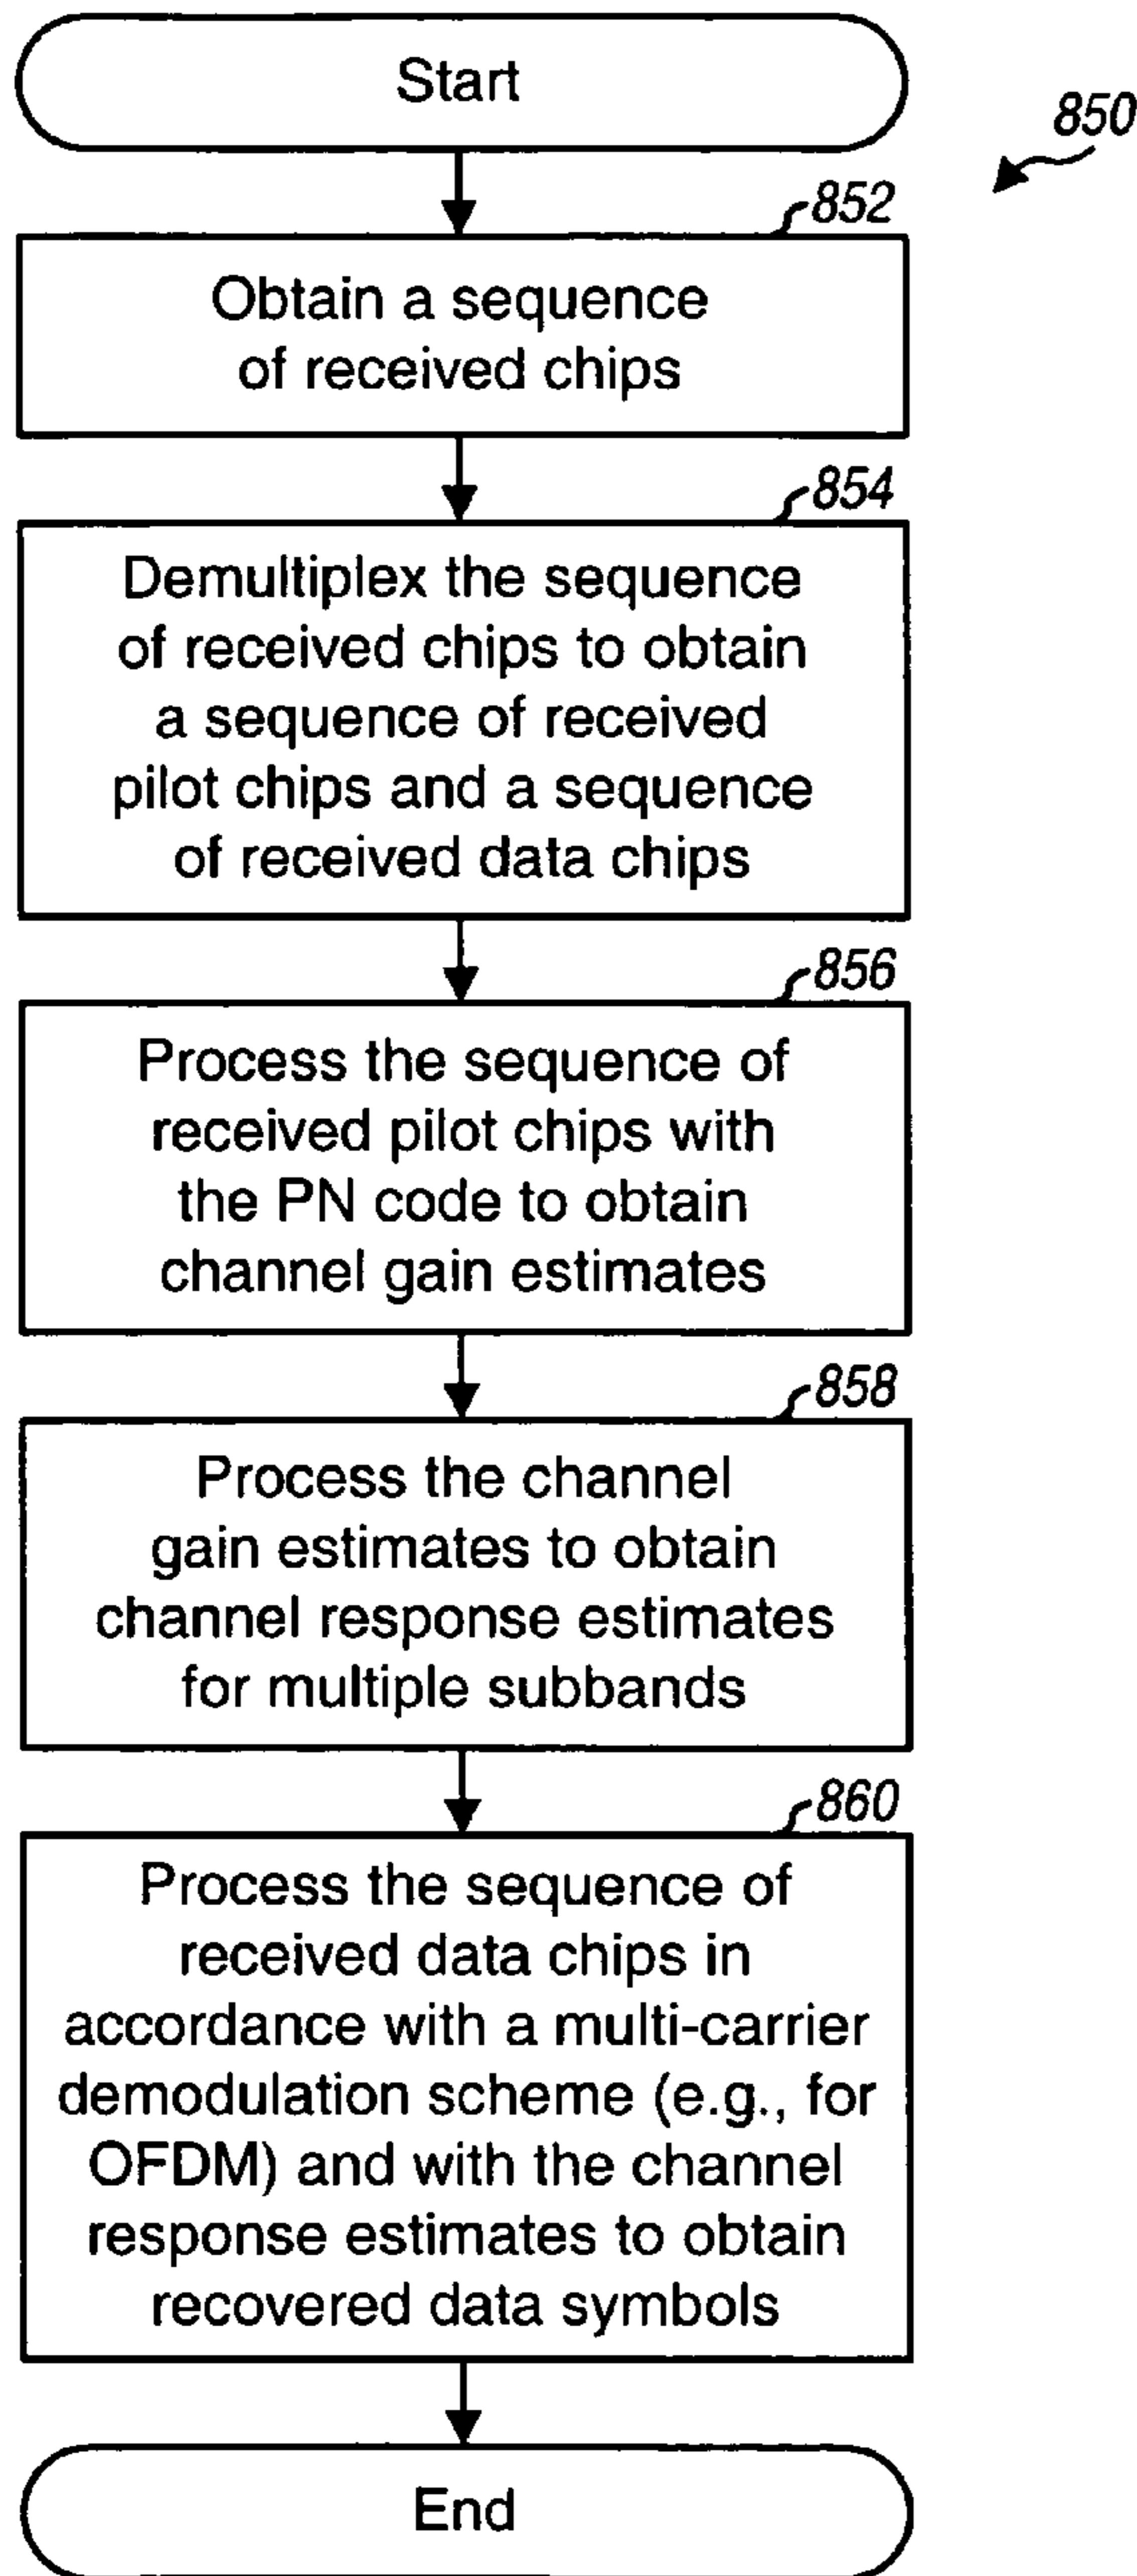 Start
850
852
Obtain a sequence
of received chips
854
Demultiplex the sequence
of received chips to obtain
a sequence of received
pilot chips and a sequence
of received data chips
856
Process the sequence of
received pilot chips with
the PN code to obtain
channel gain estimates
858
Process the channel
gain estimates to obtain
channel response estimates
for multiple subbands
860
Process the sequence of
received data chips in
accordance with a multi-carrier
demodulation scheme (e.g., for
OFDM) and with the channel
response estimates to obtain
recovered data symbols
End